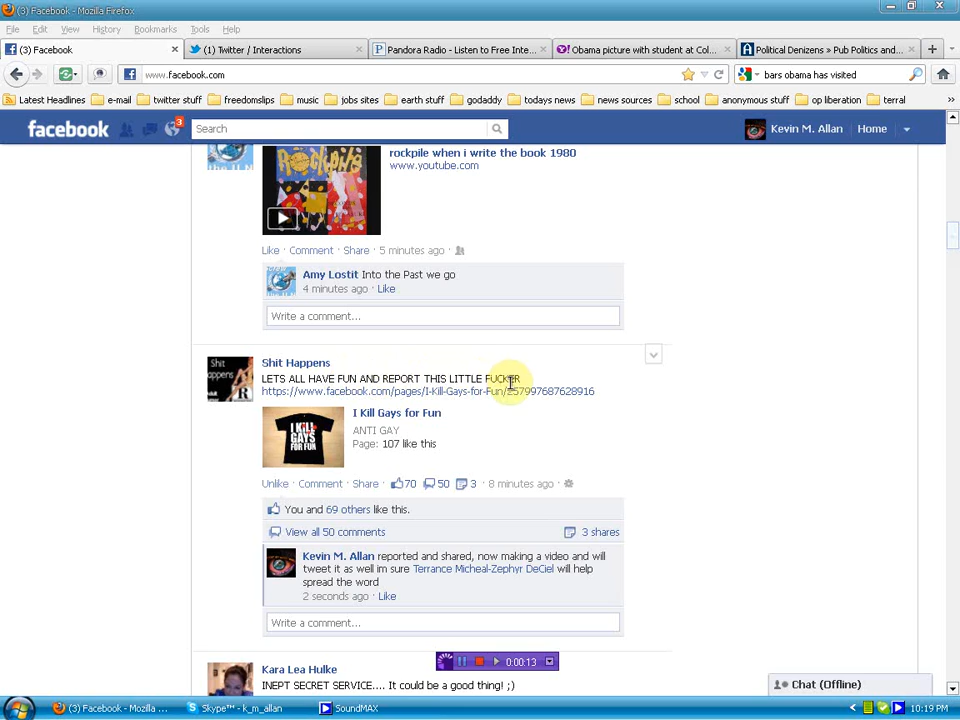 (3) Facebook - Mozilla Firefox
File Edit View History Bookmarks Tools Help
(3) Facebook
(1) Twitter / Interactions
Pandora Radio - Listen to Free Inte...
Obama picture with student at Col...
Political Denizens > Pub Politics and...
www.facebook.com
bars obama has visited
Latest Headlines e-mail twitter stuff freedomslips music jobs sites earth stuff godaddy todays news news sources school anonymous stuff op liberation terral
facebook 3 Search Kevin M. Allan Home
ROCKPILE
rockpile when i write the book 1980
www.youtube.com
Like · Comment · Share · 5 minutes ago ·
Amy Lostit Into the Past we go
4 minutes ago · Like
Write a comment...
Shit Happens
Shit
happens
LETS ALL HAVE FUN AND REPORT THIS LITTLE FUCKER
https://www.facebook.com/pages/I-Kill-Gays-for-Fun/257997687628916
I Kill Gays for Fun
I KILL
GAYS
FOR FUN
ANTI GAY
Page: 107 like this
Unlike · Comment · Share · 70 50 3 · 8 minutes ago ·
You and 69 others like this.
View all 50 comments 3 shares
Kevin M. Allan reported and shared, now making a video and will
tweet it as well im sure Terrance Micheal-Zephyr DeCiel will help
spread the word
2 seconds ago · Like
Write a comment...
0:00:13
Kara Lea Hulke
INEPT SECRET SERVICE.... It could be a good thing! ;)
Chat (Offline)
(3) Facebook - Mozilla ...
Skype™ - k_m_allan
SoundMAX
10:19 PM